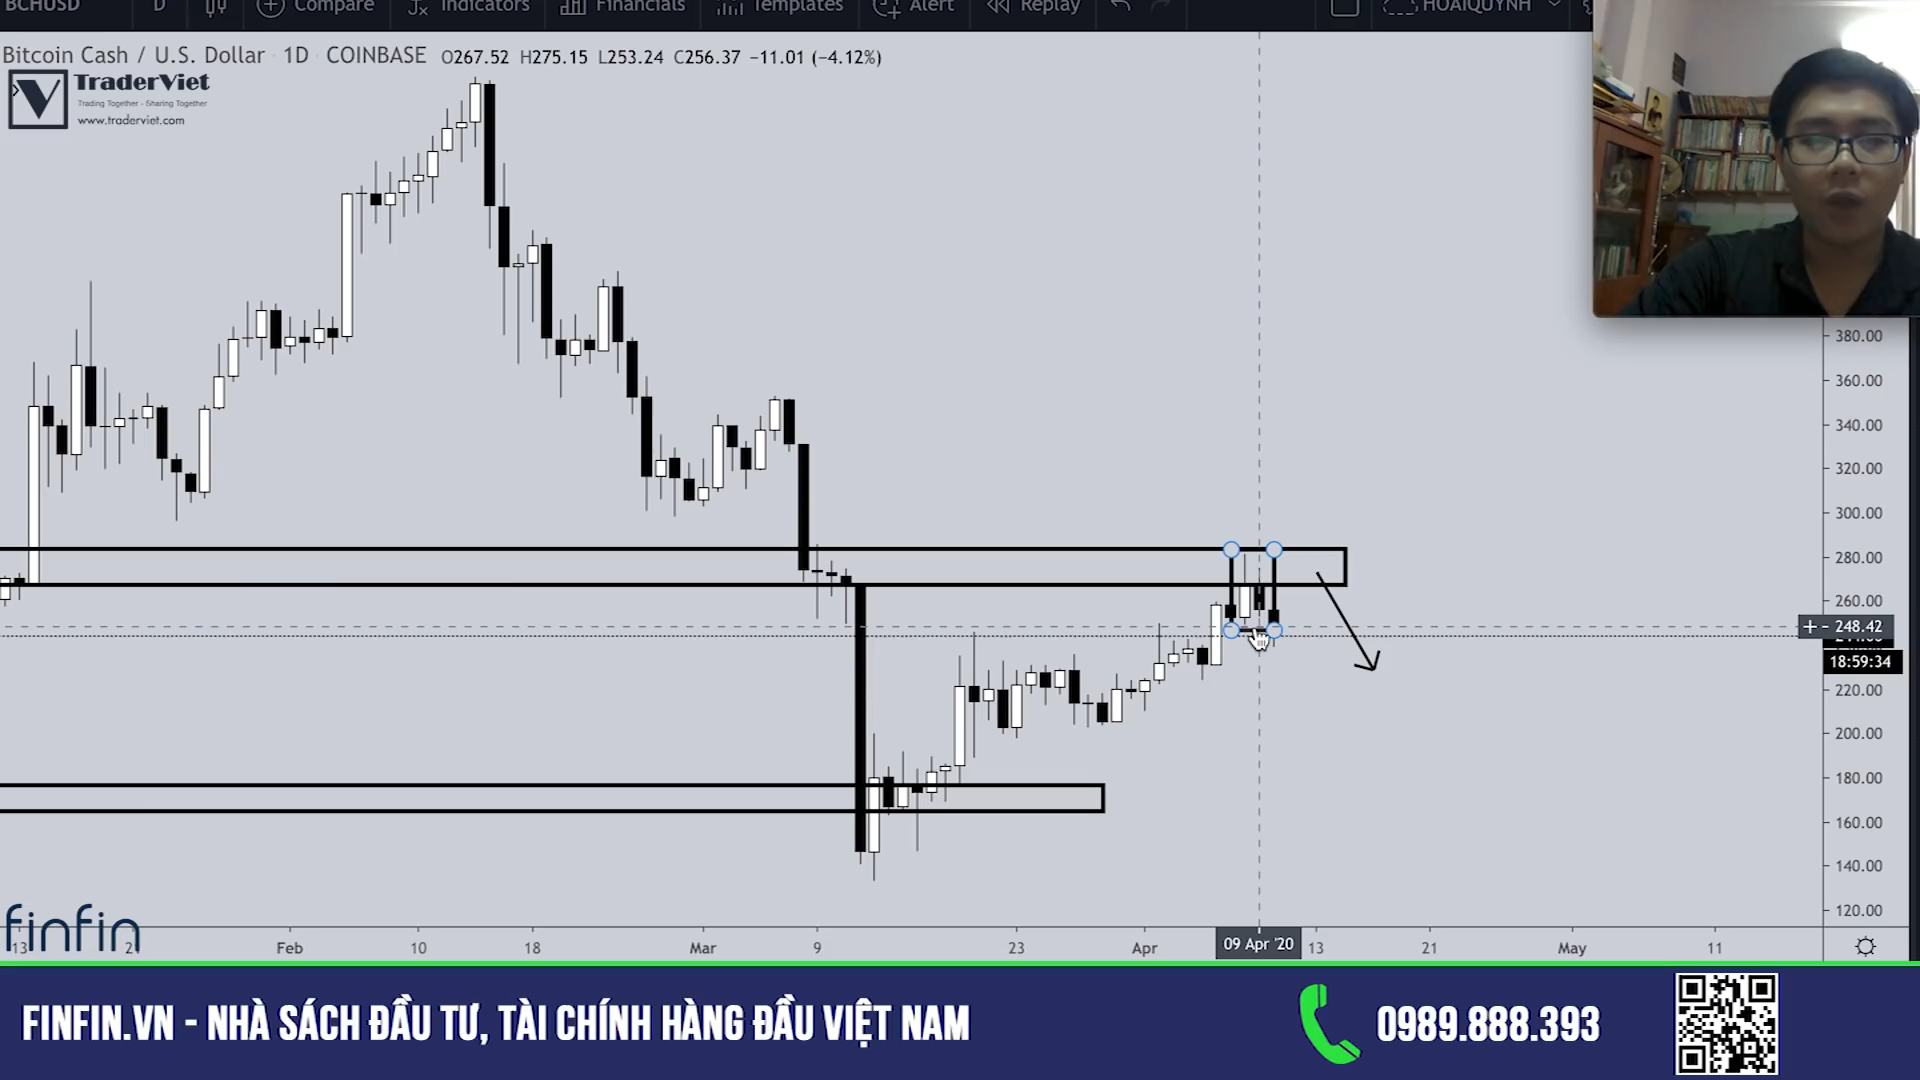 BCHUSD D Compare Indicators Financials Templates Alert Replay HOAIQUYNH
Bitcoin Cash / U.S. Dollar 1D COINBASE O267.52 H275.15 L253.24 C256.37 −11.01 (−4.12%)
TraderViet
Trading Together - Sharing Together
www.traderviet.com
380.00
360.00
340.00
320.00
300.00
280.00
260.00
248.42
18:59:34
220.00
200.00
180.00
160.00
140.00
120.00
finfin
13 21 Feb 10 18 Mar 9 23 Apr 09 Apr '20 13 21 May 11
FINFIN.VN - NHÀ SÁCH ĐẦU TƯ, TÀI CHÍNH HÀNG ĐẦU VIỆT NAM
0989.888.393